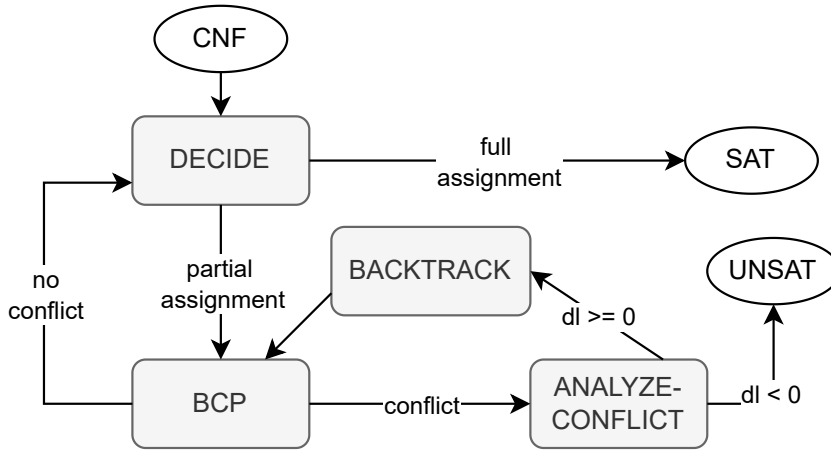 CNF
DECIDE
full
assignment
SAT
no
conflict
partial
assignment
BACKTRACK
UNSAT
dl >= 0
BCP
conflict
ANALYZE-
CONFLICT
dl < 0